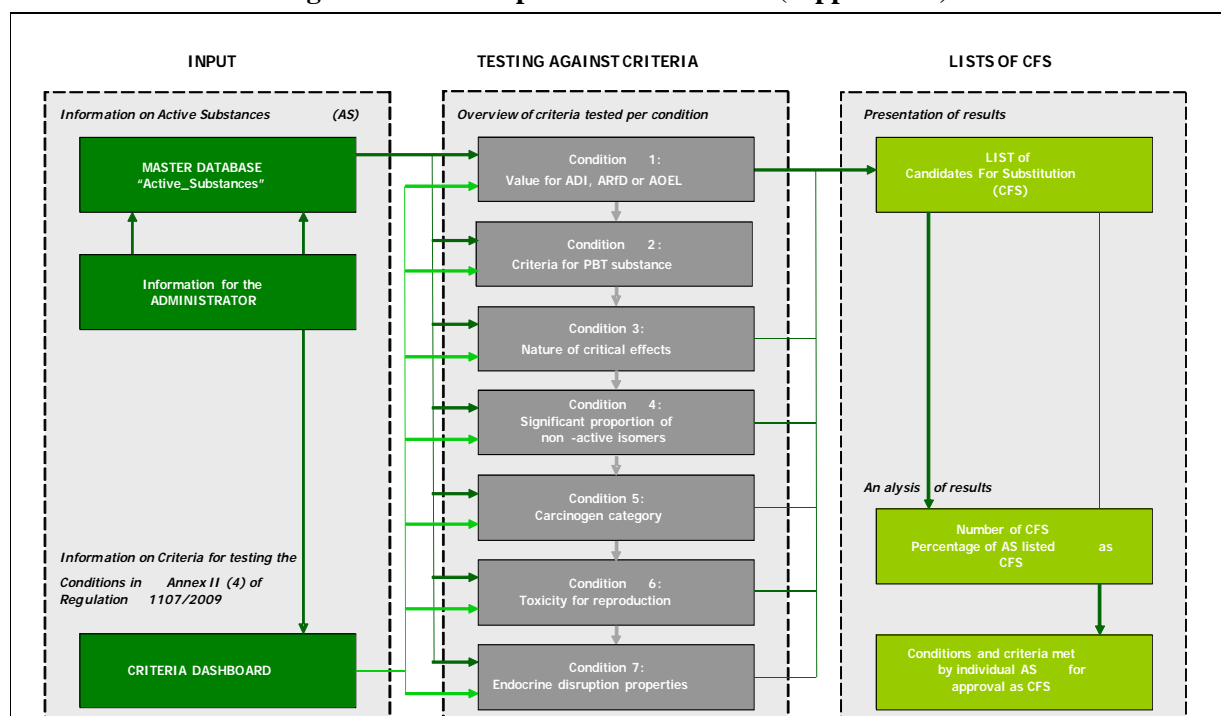 INPUT
Information on Active Substances (AS)
MASTER DATABASE
“Active_Substances”
Information for the
ADMINISTRATOR
Information on Criteria for testing the
Conditions in Annex II (4) of
Regulation 1107/2009
CRITERIA DASHBOARD
TESTING AGAINST CRITERIA
Overview of criteria tested per condition
Condition 1:
Value for ADI, ARfD or AOEL
Condition 2:
Criteria for PBT substance
Condition 3:
Nature of critical effects
Condition 4:
Significant proportion of
non -active isomers
Condition 5:
Carcinogen category
Condition 6:
Toxicity for reproduction
Condition 7:
Endocrine disruption properties
LISTS OF CFS
Presentation of results
LIST of
Candidates For Substitution
(CFS)
An alysis of results
Number of CFS
Percentage of AS listed as
CFS
Conditions and criteria met
by individual AS for
approval as CFS